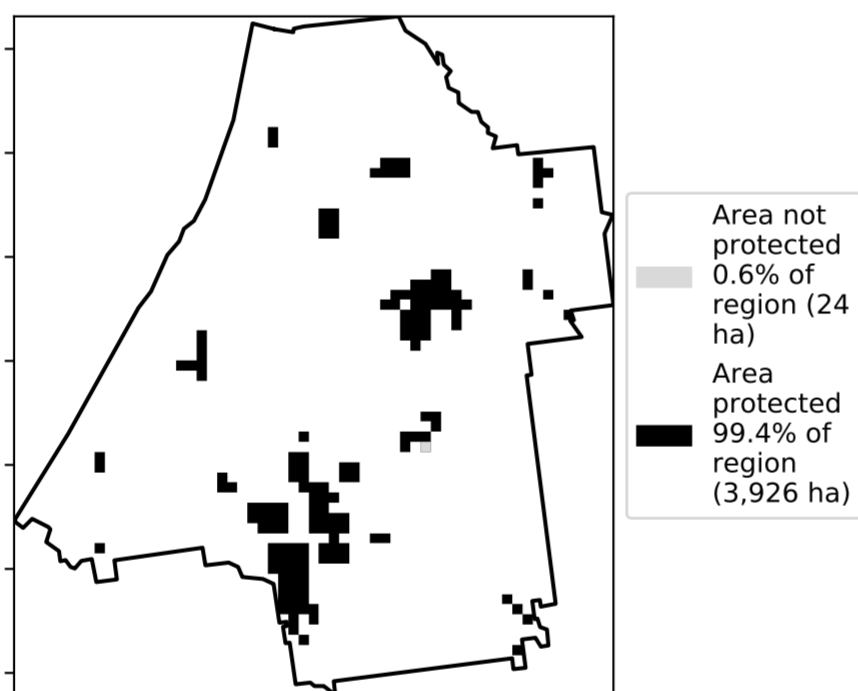 Area not
protected
0.6% of
region (24
ha)
Area
protected
99.4% of
region
(3,926 ha)